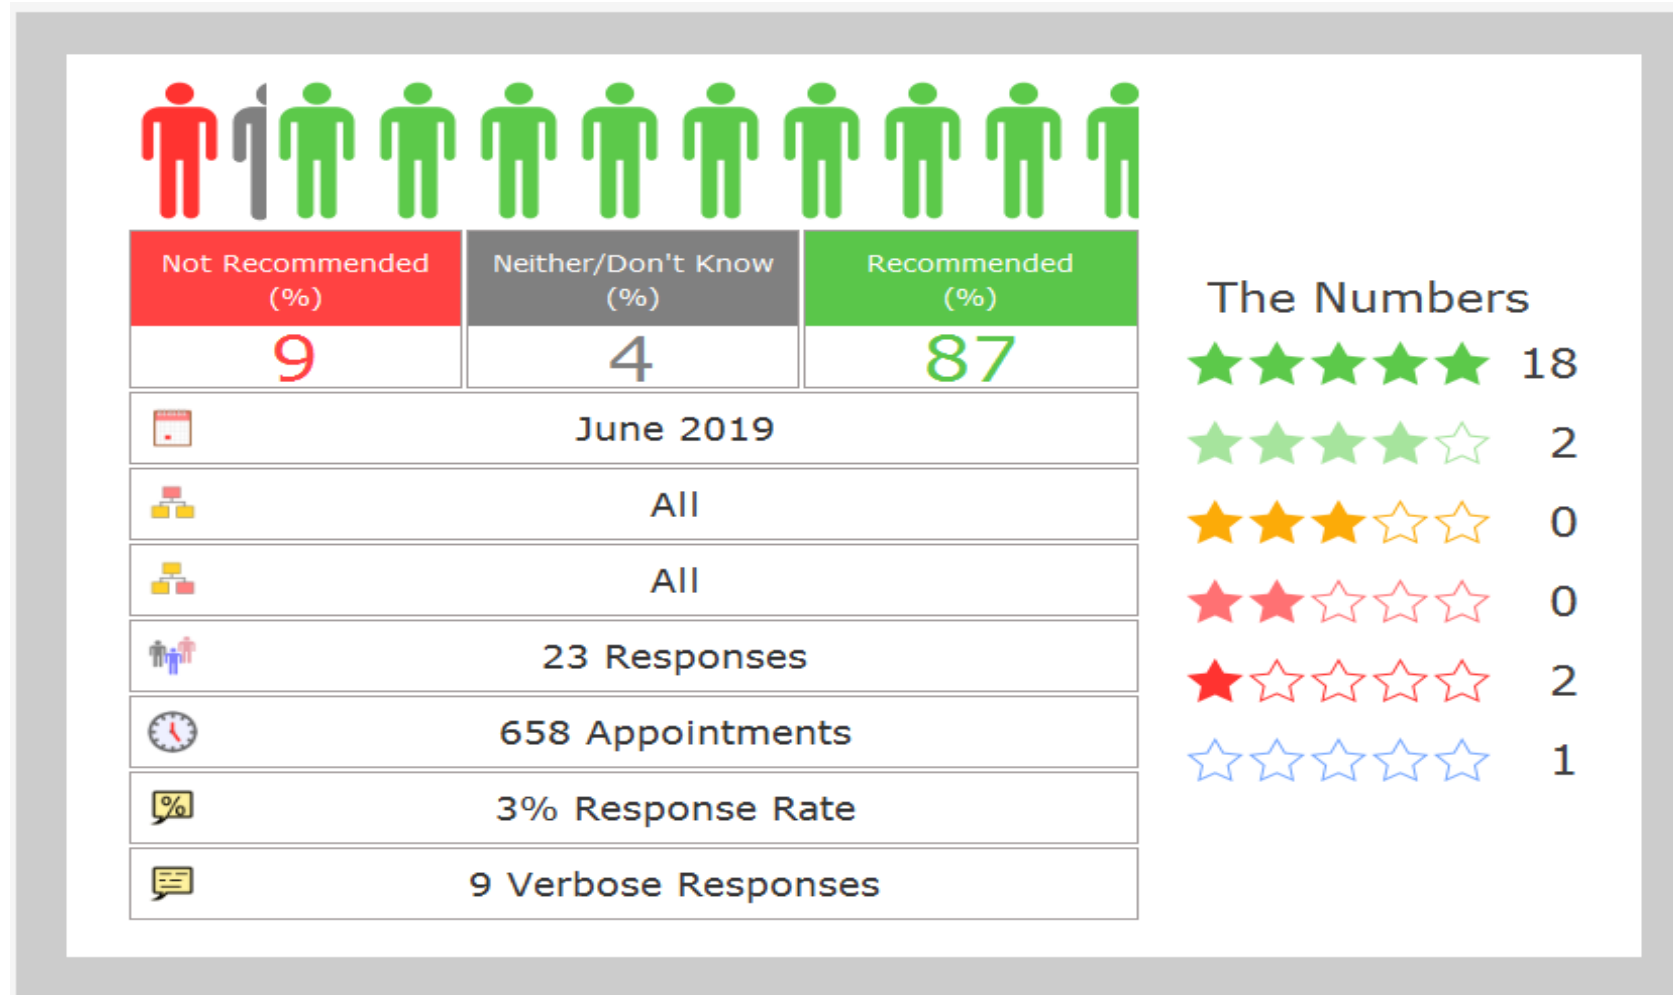 Not Recommended
(%)
Neither/Don't Know
(%)
Recommended
(%)
9
4
87
June 2019
All
All
23 Responses
658 Appointments
%
3% Response Rate
9 Verbose Responses
The Numbers
18
2
0
0
2
1